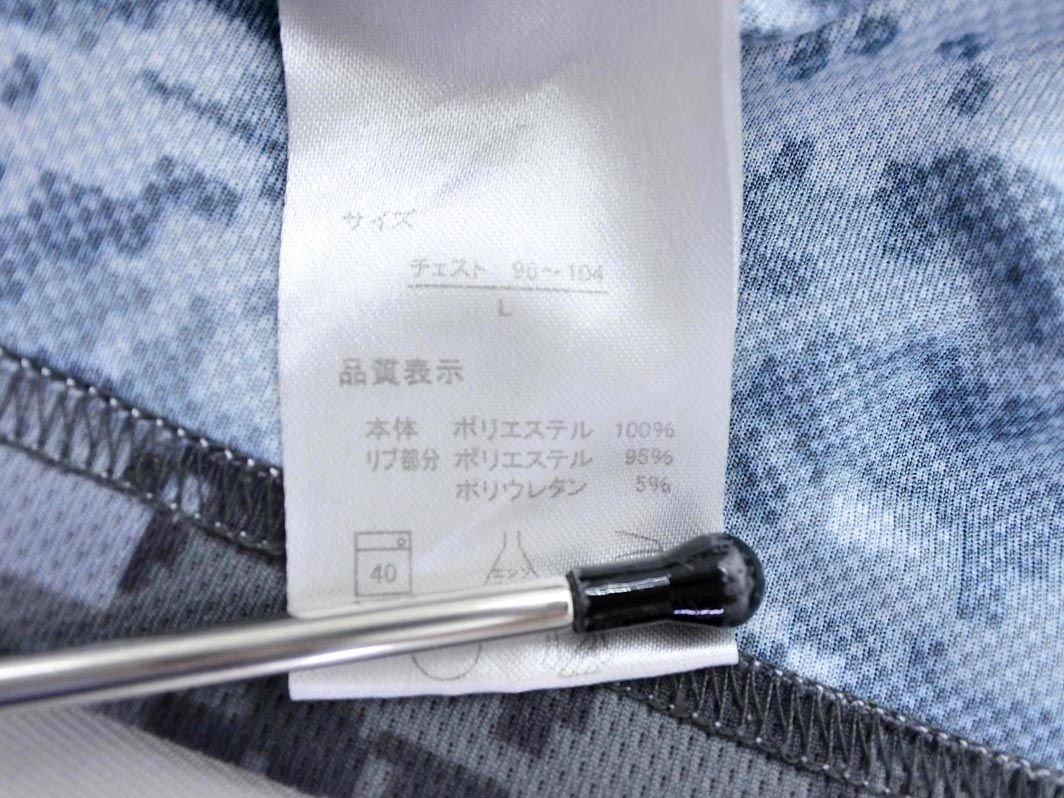 サイズ
チェスト 96～104
L
品質表示
本体 ポリエステル 100%
リブ部分 ポリエステル 95%
ポリウレタン 5%
40